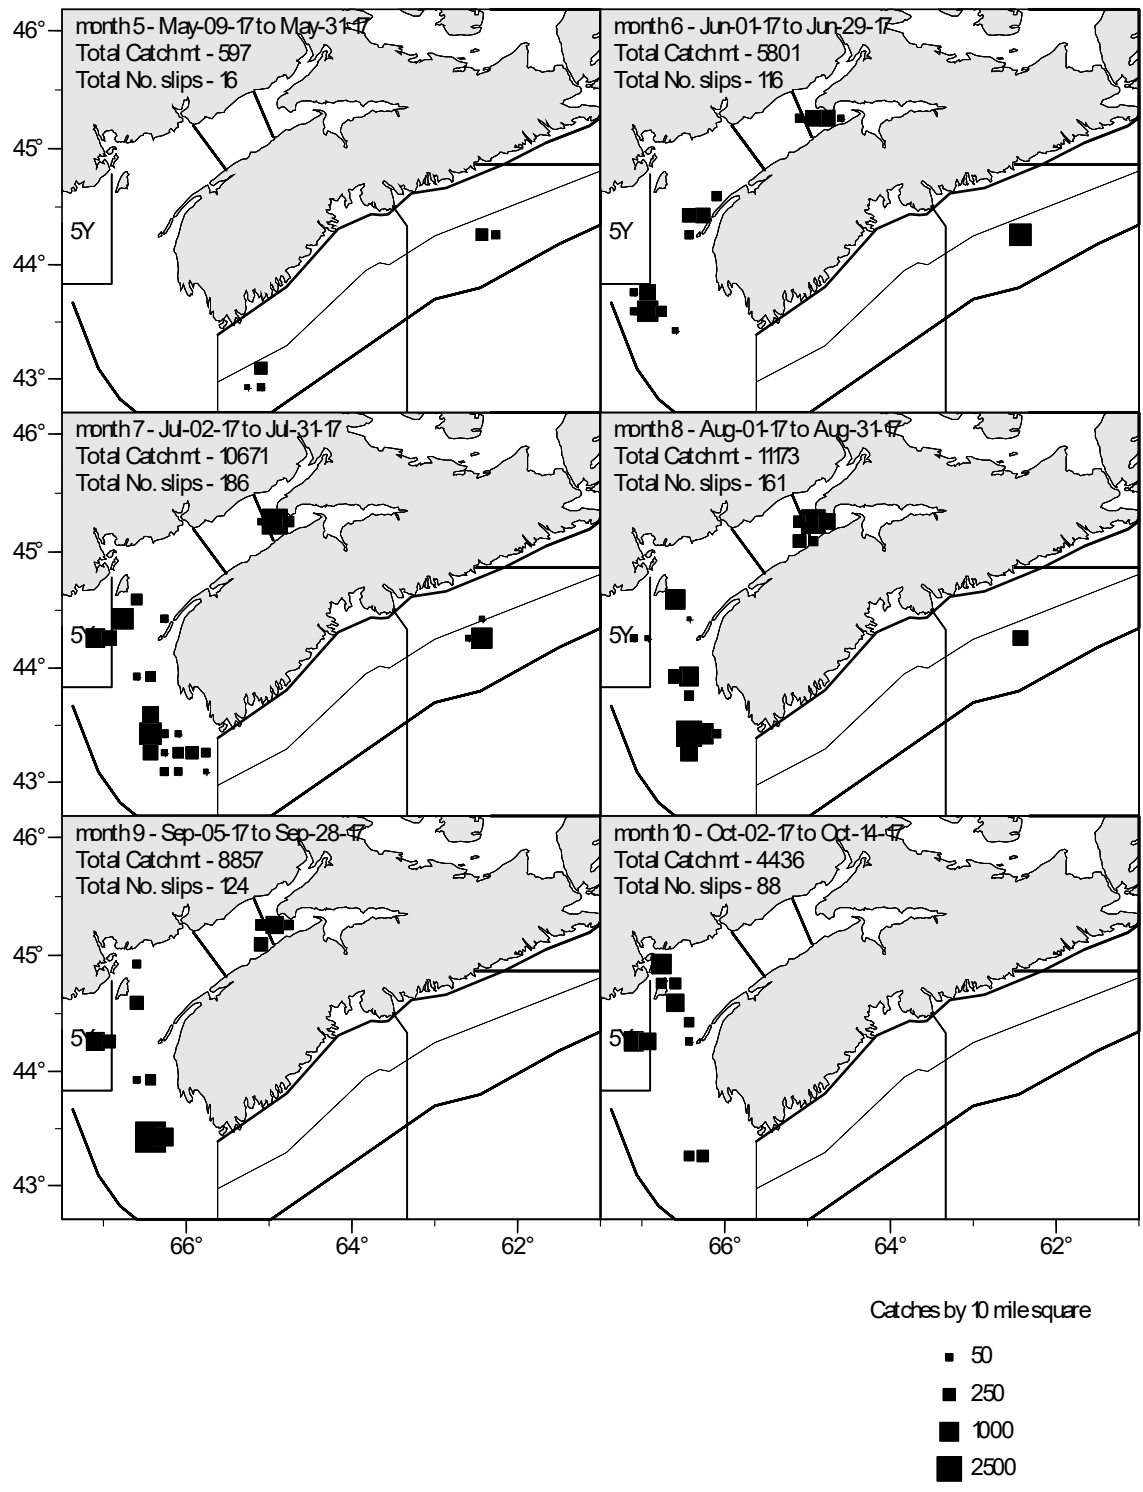 month 5 - May-09-17 to May-31-17
Total Catch mt - 597
Total No. slips - 16
month 6 - Jun-01-17 to Jun-29-17
Total Catch mt - 5801
Total No. slips - 116
46°
45°
5Y
5Y
44°
43°
month 7 - Jul-02-17 to Jul-31-17
Total Catch mt - 10671
Total No. slips - 186
month 8 - Aug-01-17 to Aug-31-17
Total Catch mt - 11173
Total No. slips - 161
46°
45°
5Y
5Y
44°
43°
month 9 - Sep-05-17 to Sep-28-17
Total Catch mt - 8857
Total No. slips - 124
month 10 - Oct-02-17 to Oct-14-17
Total Catch mt - 4436
Total No. slips - 88
46°
45°
5Y
5Y
44°
43°
66° 64° 62° 66° 64° 62°
Catches by 10 mile square
50
250
1000
2500